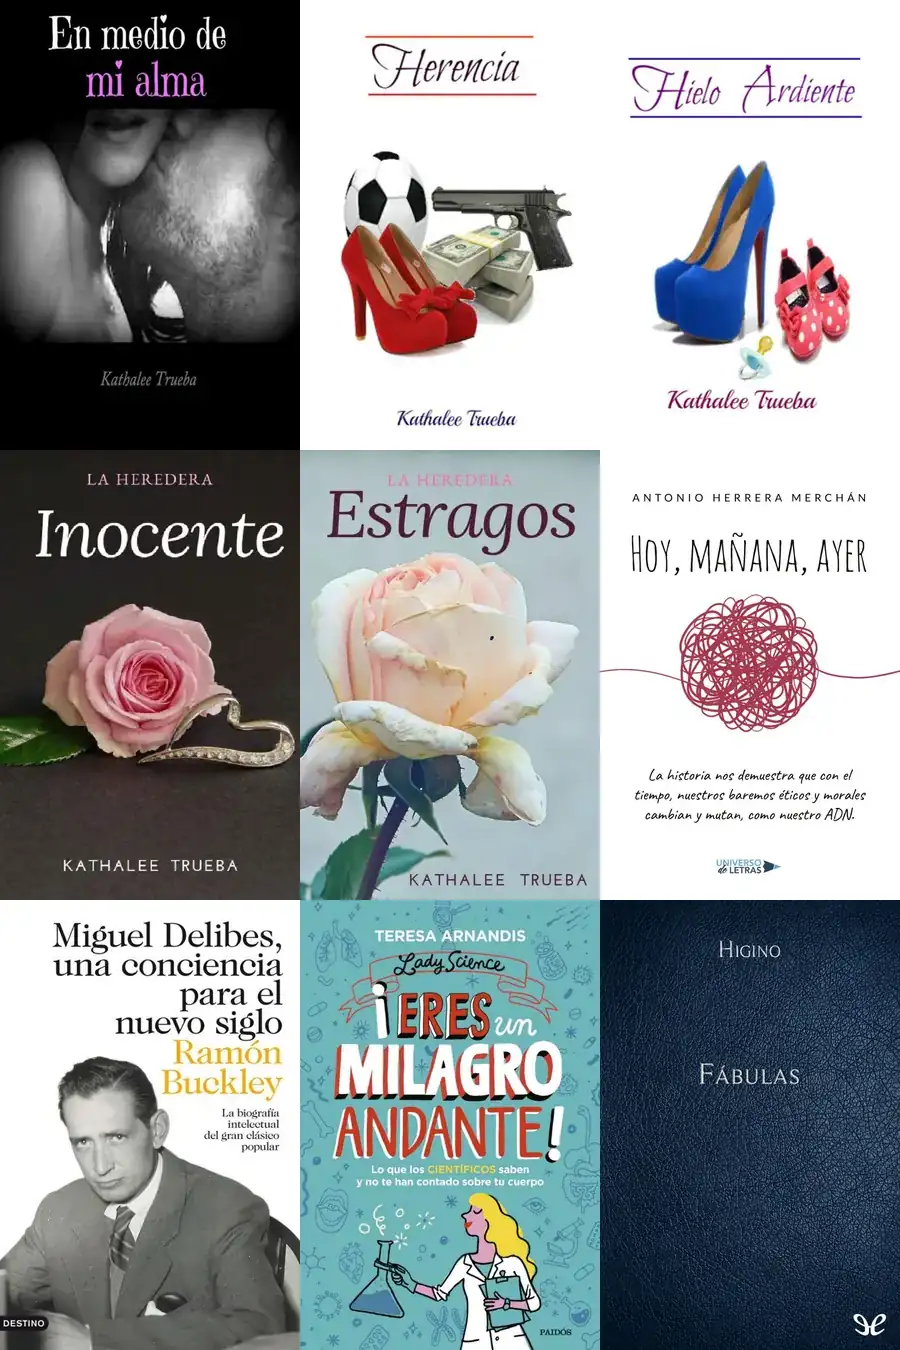 En medio de
mi alma
Kathalee Trueba
Herencia
Kathalee Trueba
Hielo Ardiente
Kathalee Trueba
LA HEREDERA
Inocente
KATHALEE TRUEBA
LA HEREDERA
Estragos
KATHALEE TRUEBA
ANTONIO HERRERA MERCHÁN
HOY, MAÑANA, AYER
La historia nos demuestra que con el
tiempo, nuestros baremos éticos y morales
cambian y mutan, como nuestro ADN.
UNIVERSO
de LETRAS
Miguel Delibes,
una conciencia
para el
nuevo siglo
Ramón
Buckley
La biografía
intelectual
del gran clásico
popular
DESTINO
TERESA ARNANDIS
Lady Science
¡ERES un
MILAGRO
ANDANTE!
Lo que los CIENTÍFICOS saben
y no te han contado sobre tu cuerpo
PAIDÓS
HIGINO
FÁBULAS